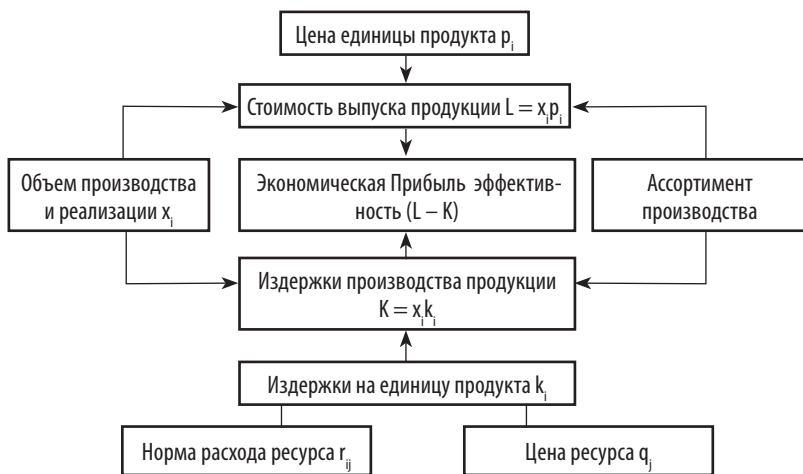 Цена единицы продукта pᵢ
Стоимость выпуска продукции L = xᵢpᵢ
Объем производства
и реализации xᵢ
Экономическая Прибыль эффектив-
ность (L – K)
Ассортимент
производства
Издержки производства продукции
K = xᵢkᵢ
Издержки на единицу продукта kᵢ
Норма расхода ресурса rᵢⱼ
Цена ресурса qⱼ